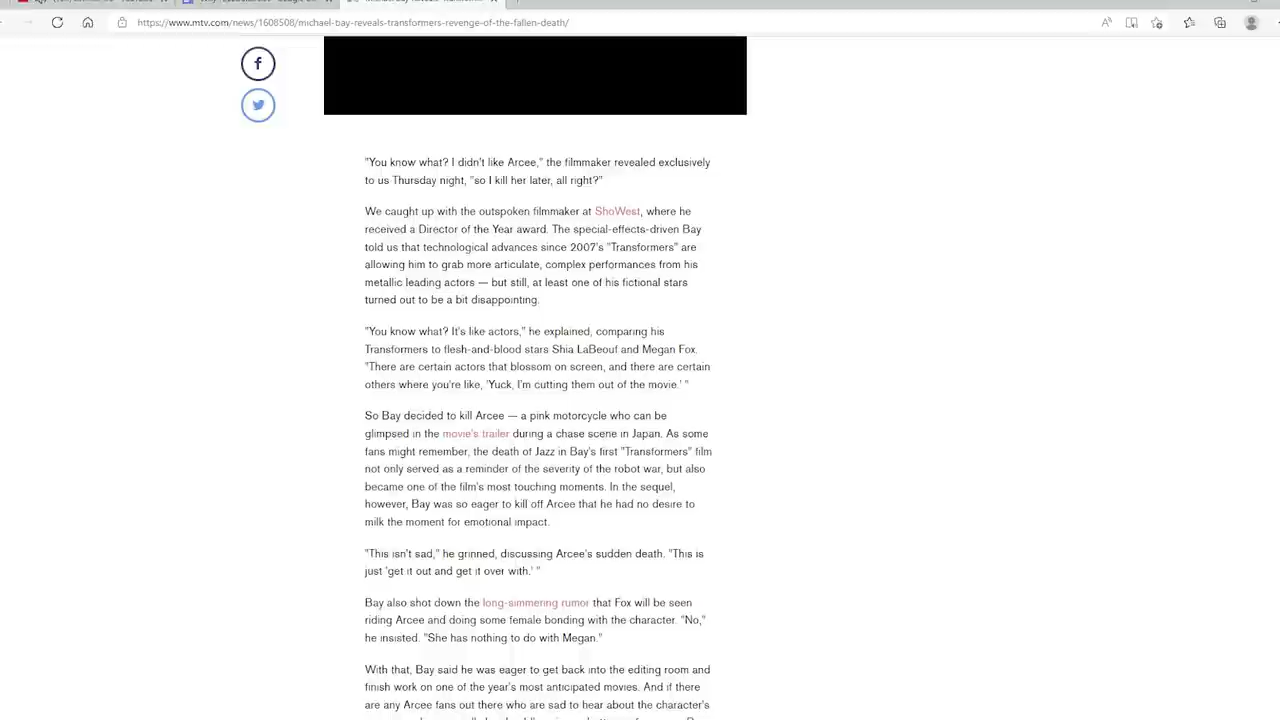 https://www.mtv.com/news/1608508/michael-bay-reveals-transformers-revenge-of-the-fallen-death/
"You know what? I didn't like Arcee," the filmmaker revealed exclusively
to us Thursday night, "so I kill her later, all right?"
We caught up with the outspoken filmmaker at ShoWest, where he
received a Director of the Year award. The special-effects-driven Bay
told us that technological advances since 2007's "Transformers" are
allowing him to grab more articulate, complex performances from his
metallic leading actors — but still, at least one of his fictional stars
turned out to be a bit disappointing.
"You know what? It's like actors," he explained, comparing his
Transformers to flesh-and-blood stars Shia LaBeouf and Megan Fox.
"There are certain actors that blossom on screen, and there are certain
others where you're like, 'Yuck, I'm cutting them out of the movie.' "
So Bay decided to kill Arcee — a pink motorcycle who can be
glimpsed in the movie's trailer during a chase scene in Japan. As some
fans might remember, the death of Jazz in Bay's first "Transformers" film
not only served as a reminder of the severity of the robot war, but also
became one of the film's most touching moments. In the sequel,
however, Bay was so eager to kill off Arcee that he had no desire to
milk the moment for emotional impact.
"This isn't sad," he grinned, discussing Arcee's sudden death. "This is
just 'get it out and get it over with.' "
Bay also shot down the long-simmering rumor that Fox will be seen
riding Arcee and doing some female bonding with the character. "No,"
he insisted. "She has nothing to do with Megan."
With that, Bay said he was eager to get back into the editing room and
finish work on one of the year's most anticipated movies. And if there
are any Arcee fans out there who are sad to hear about the character's